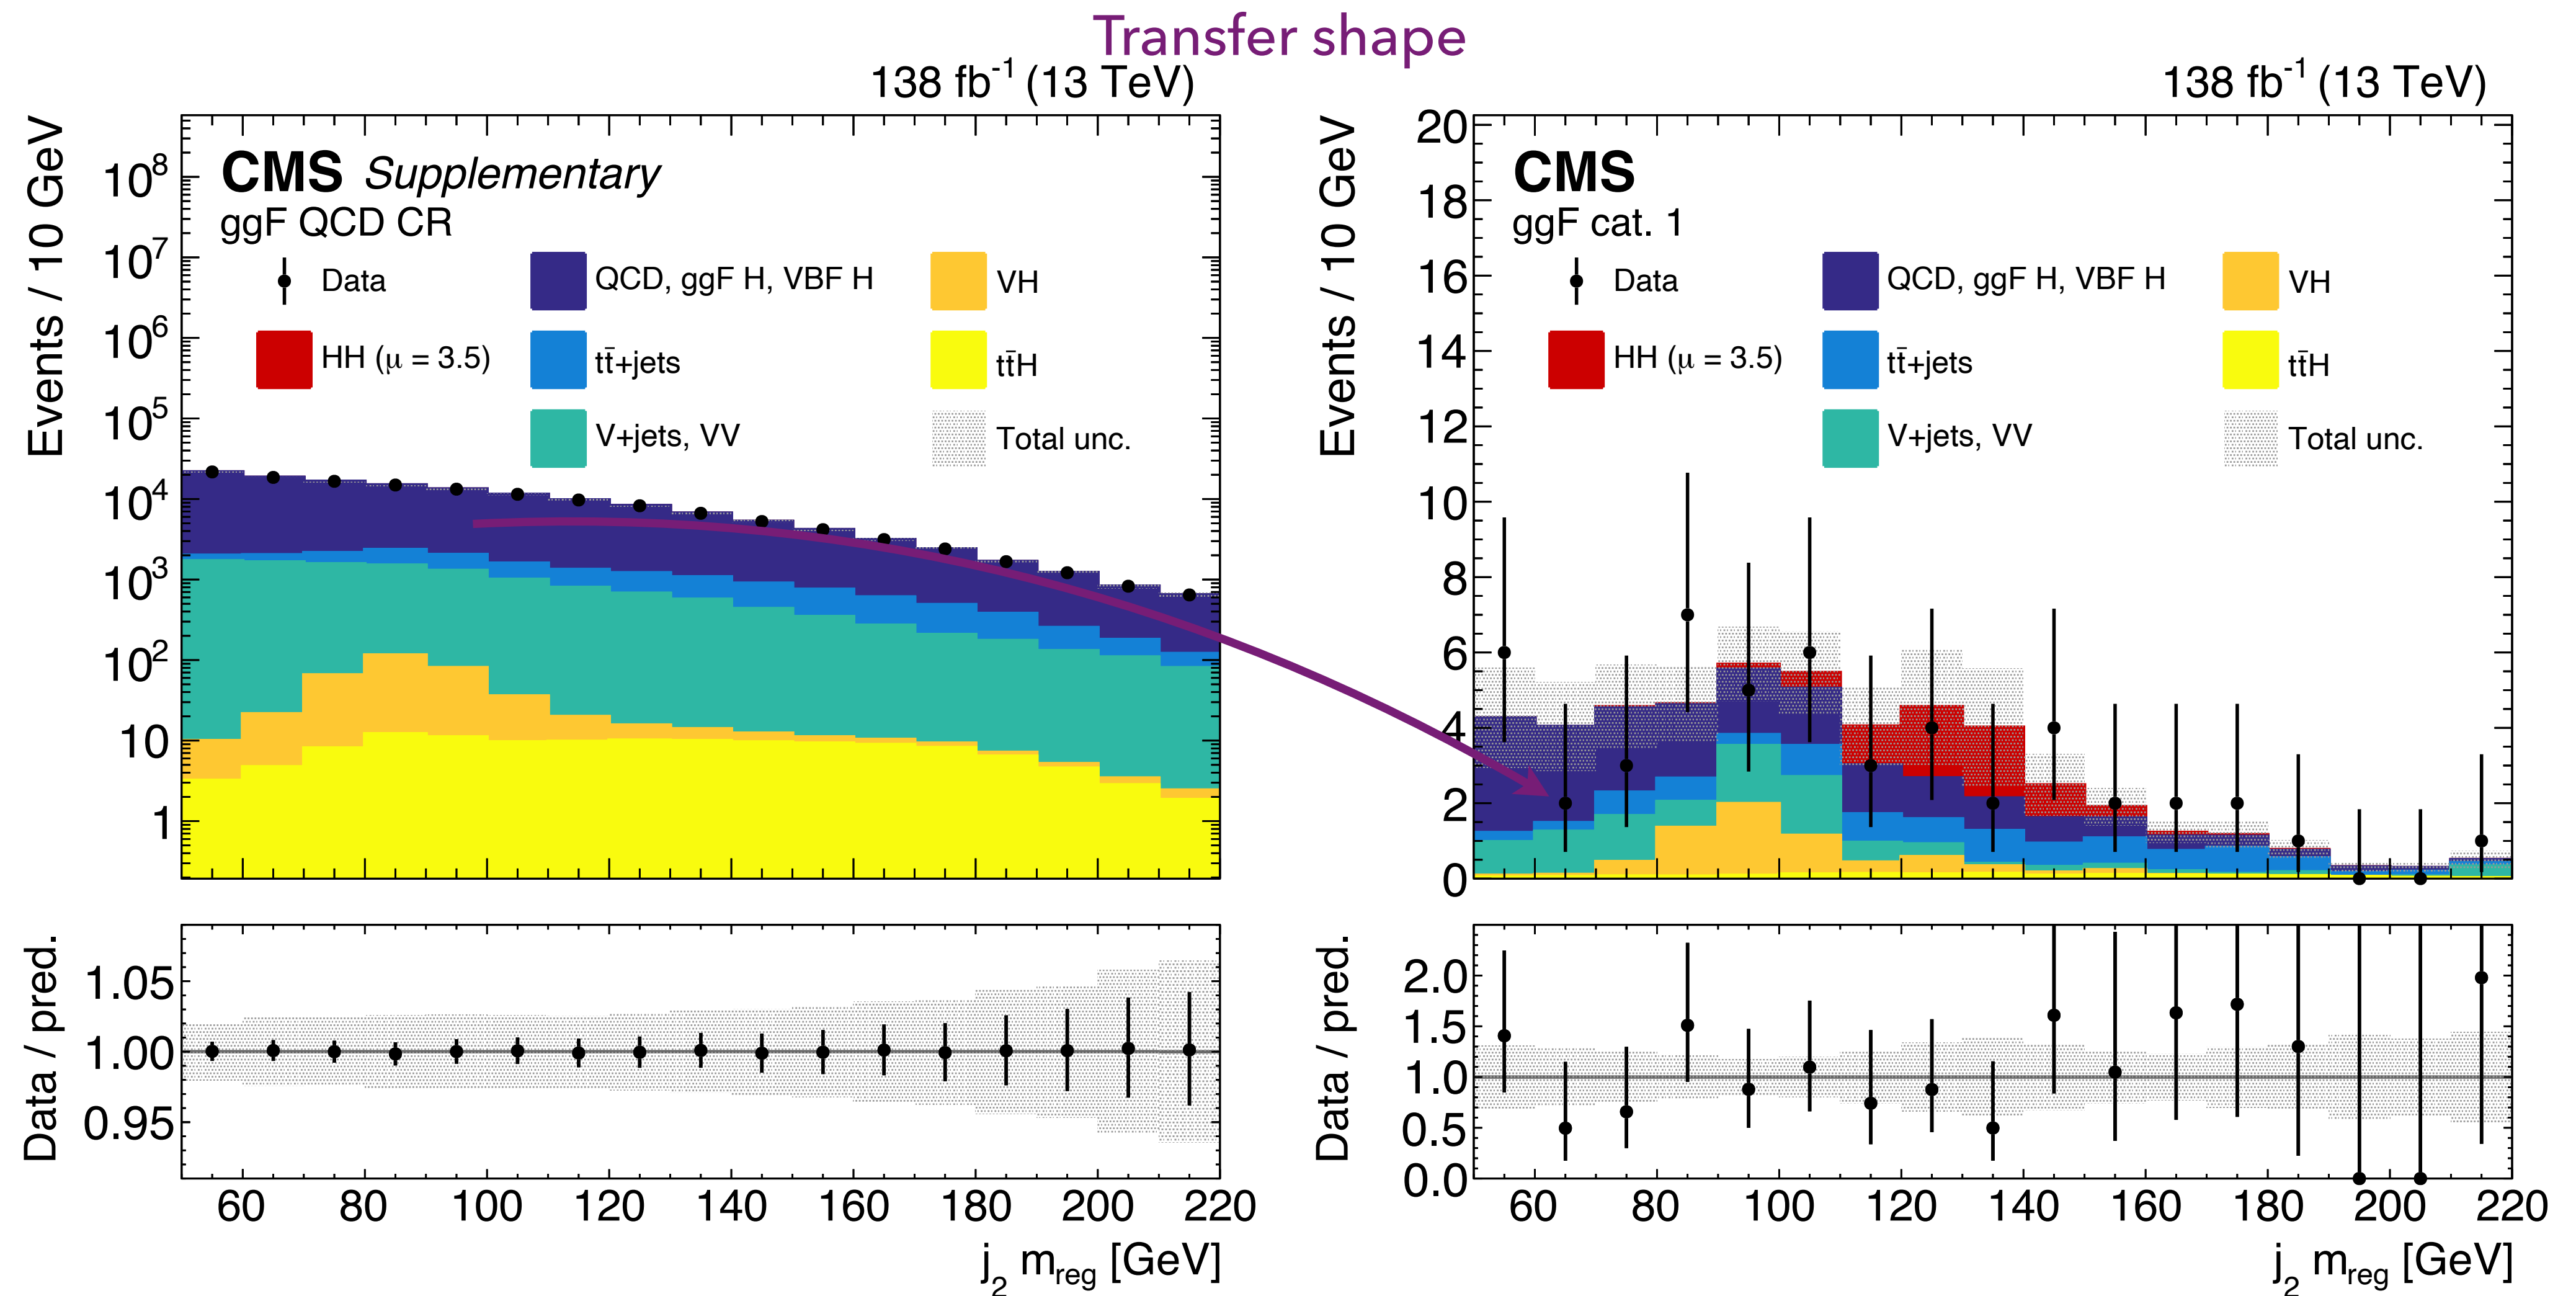 Transfer shape
138 fb⁻¹ (13 TeV)
CMS Supplementary
ggF QCD CR
Data
QCD, ggF H, VBF H
VH
HH (μ = 3.5)
tt̄+jets
tt̄H
V+jets, VV
Total unc.
Events / 10 GeV
10⁸
10⁷
10⁶
10⁵
10⁴
10³
10²
10
1
Data / pred.
1.05
1.00
0.95
60 80 100 120 140 160 180 200 220
j₂ m_reg [GeV]
138 fb⁻¹ (13 TeV)
CMS
ggF cat. 1
Data
QCD, ggF H, VBF H
VH
HH (μ = 3.5)
tt̄+jets
tt̄H
V+jets, VV
Total unc.
Events / 10 GeV
20
18
16
14
12
10
8
6
4
2
0
Data / pred.
2.0
1.5
1.0
0.5
0.0
60 80 100 120 140 160 180 200 220
j₂ m_reg [GeV]